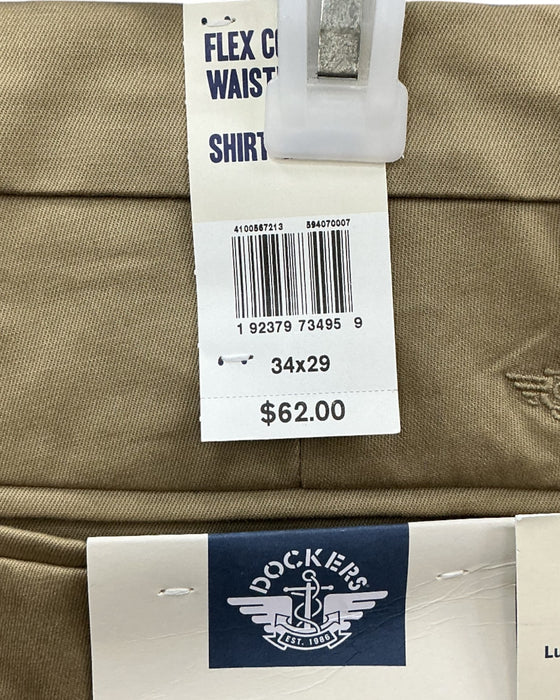 FLEX
WAIST
SHIRT
4100567213 594070007
1 92379 73495 9
34x29
$62.00
DOCKERS
EST. 1986